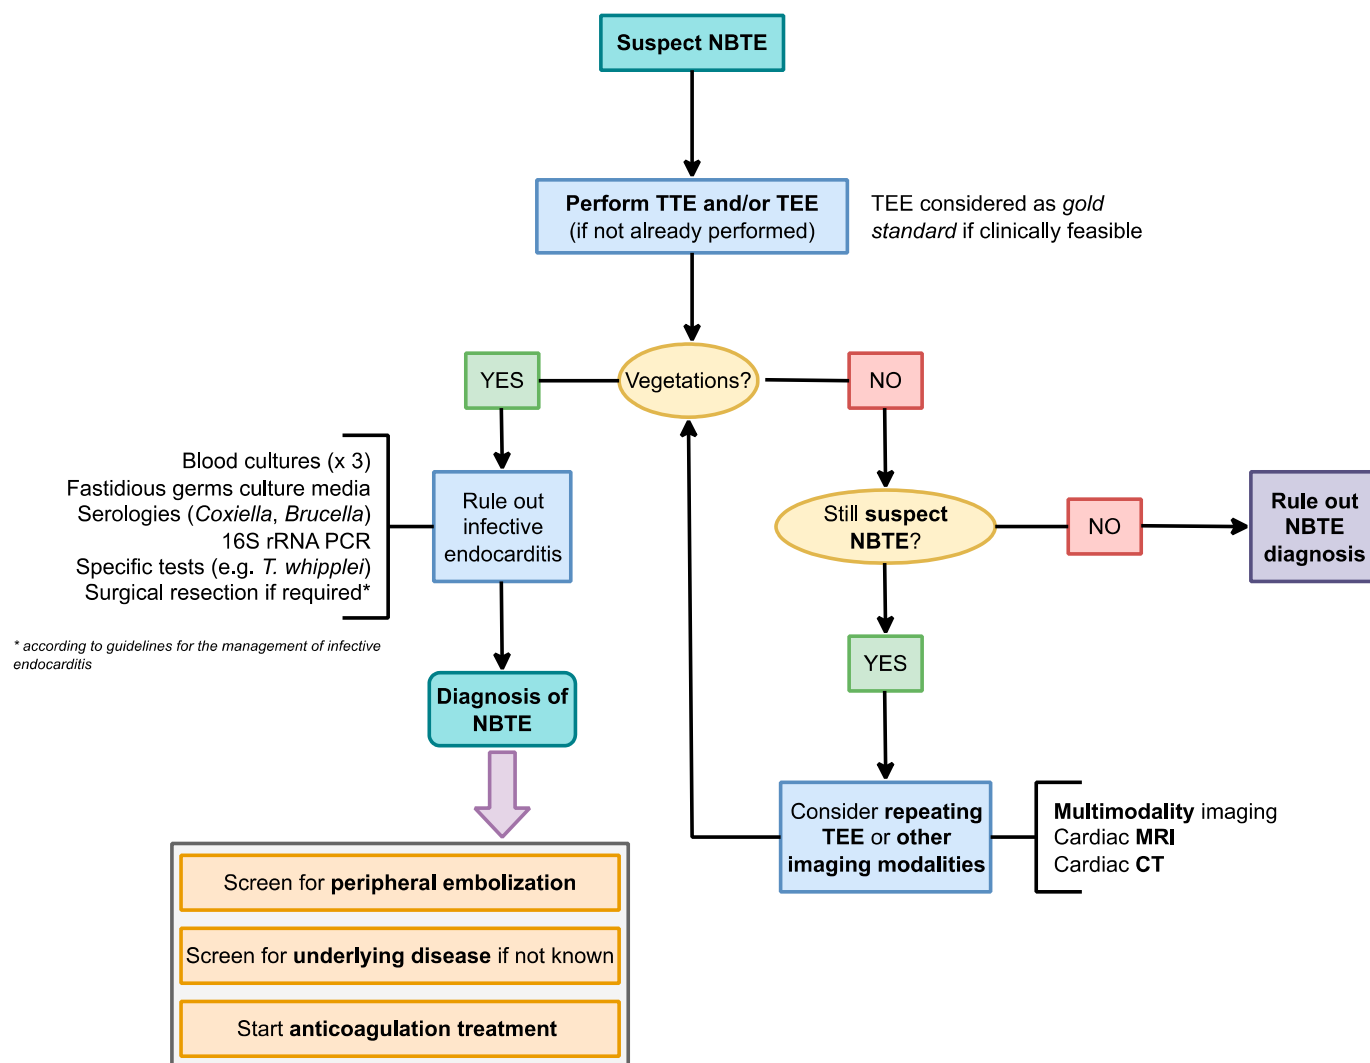 Suspect NBTE
Perform TTE and/or TEE
(if not already performed)
TEE considered as gold
standard if clinically feasible
YES
Vegetations?
NO
Blood cultures (x 3)
Fastidious germs culture media
Serologies (Coxiella, Brucella)
16S rRNA PCR
Specific tests (e.g. T. whipplei)
Surgical resection if required*
Rule out
infective
endocarditis
* according to guidelines for the management of infective
endocarditis
Still suspect
NBTE?
NO
Rule out
NBTE
diagnosis
YES
Diagnosis of
NBTE
Consider repeating
TEE or other
imaging modalities
Multimodality imaging
Cardiac MRI
Cardiac CT
Screen for peripheral embolization
Screen for underlying disease if not known
Start anticoagulation treatment